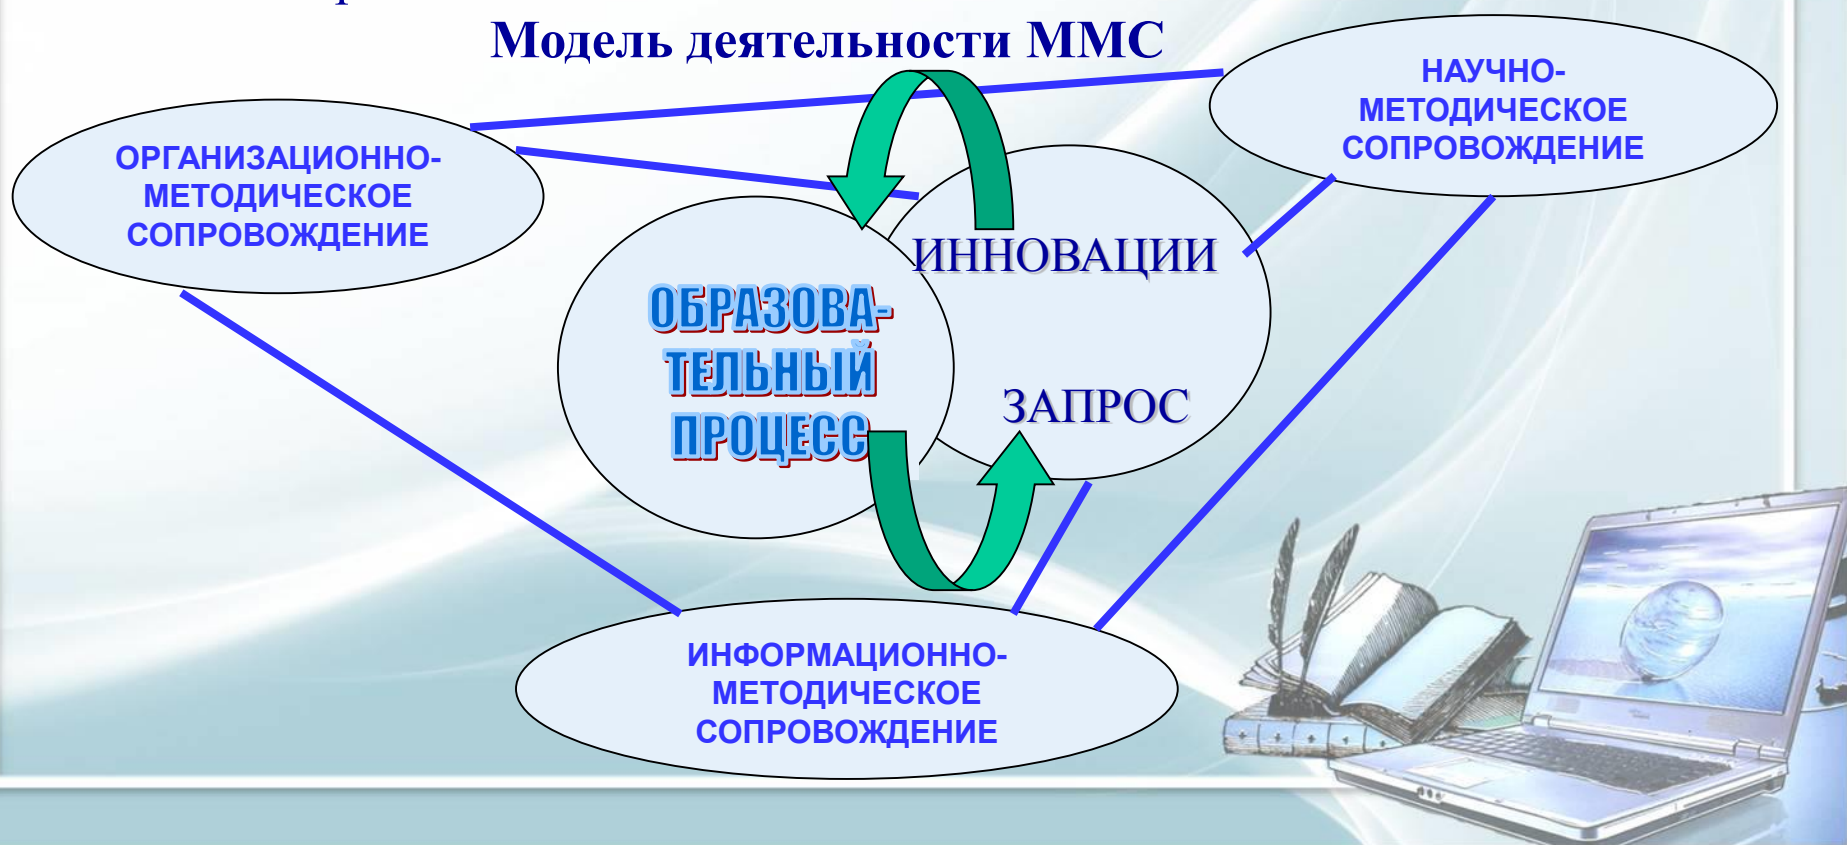 Модель деятельности ММС
НАУЧНО-
МЕТОДИЧЕСКОЕ
СОПРОВОЖДЕНИЕ
ОРГАНИЗАЦИОННО-
МЕТОДИЧЕСКОЕ
СОПРОВОЖДЕНИЕ
ИННОВАЦИИ
ОБРАЗОВА-
ТЕЛЬНЫЙ
ПРОЦЕСС
ЗАПРОС
ИНФОРМАЦИОННО-
МЕТОДИЧЕСКОЕ
СОПРОВОЖДЕНИЕ